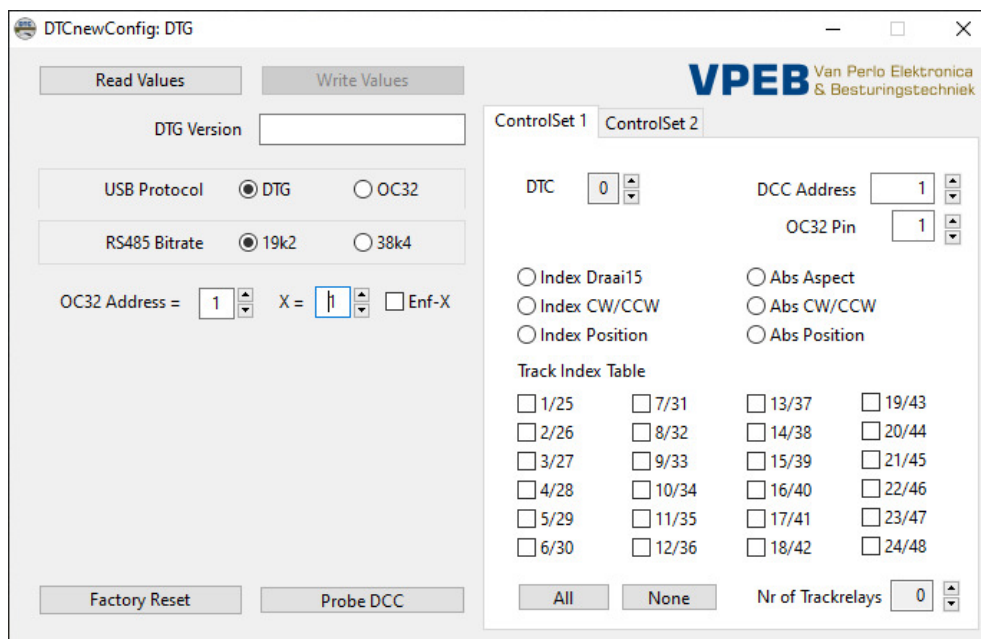 DTCnewConfig: DTG
Read Values Write Values
VPEB Van Perlo Elektronica
& Besturingstechniek
DTG Version
USB Protocol DTG OC32
RS485 Bitrate 19k2 38k4
OC32 Address = 1 X = 1 Enf-X
ControlSet 1 ControlSet 2
DTC 0 DCC Address 1
OC32 Pin 1
Index Draai15 Abs Aspect
Index CW/CCW Abs CW/CCW
Index Position Abs Position
Track Index Table
1/25 7/31 13/37 19/43
2/26 8/32 14/38 20/44
3/27 9/33 15/39 21/45
4/28 10/34 16/40 22/46
5/29 11/35 17/41 23/47
6/30 12/36 18/42 24/48
All None Nr of Trackrelays 0
Factory Reset Probe DCC